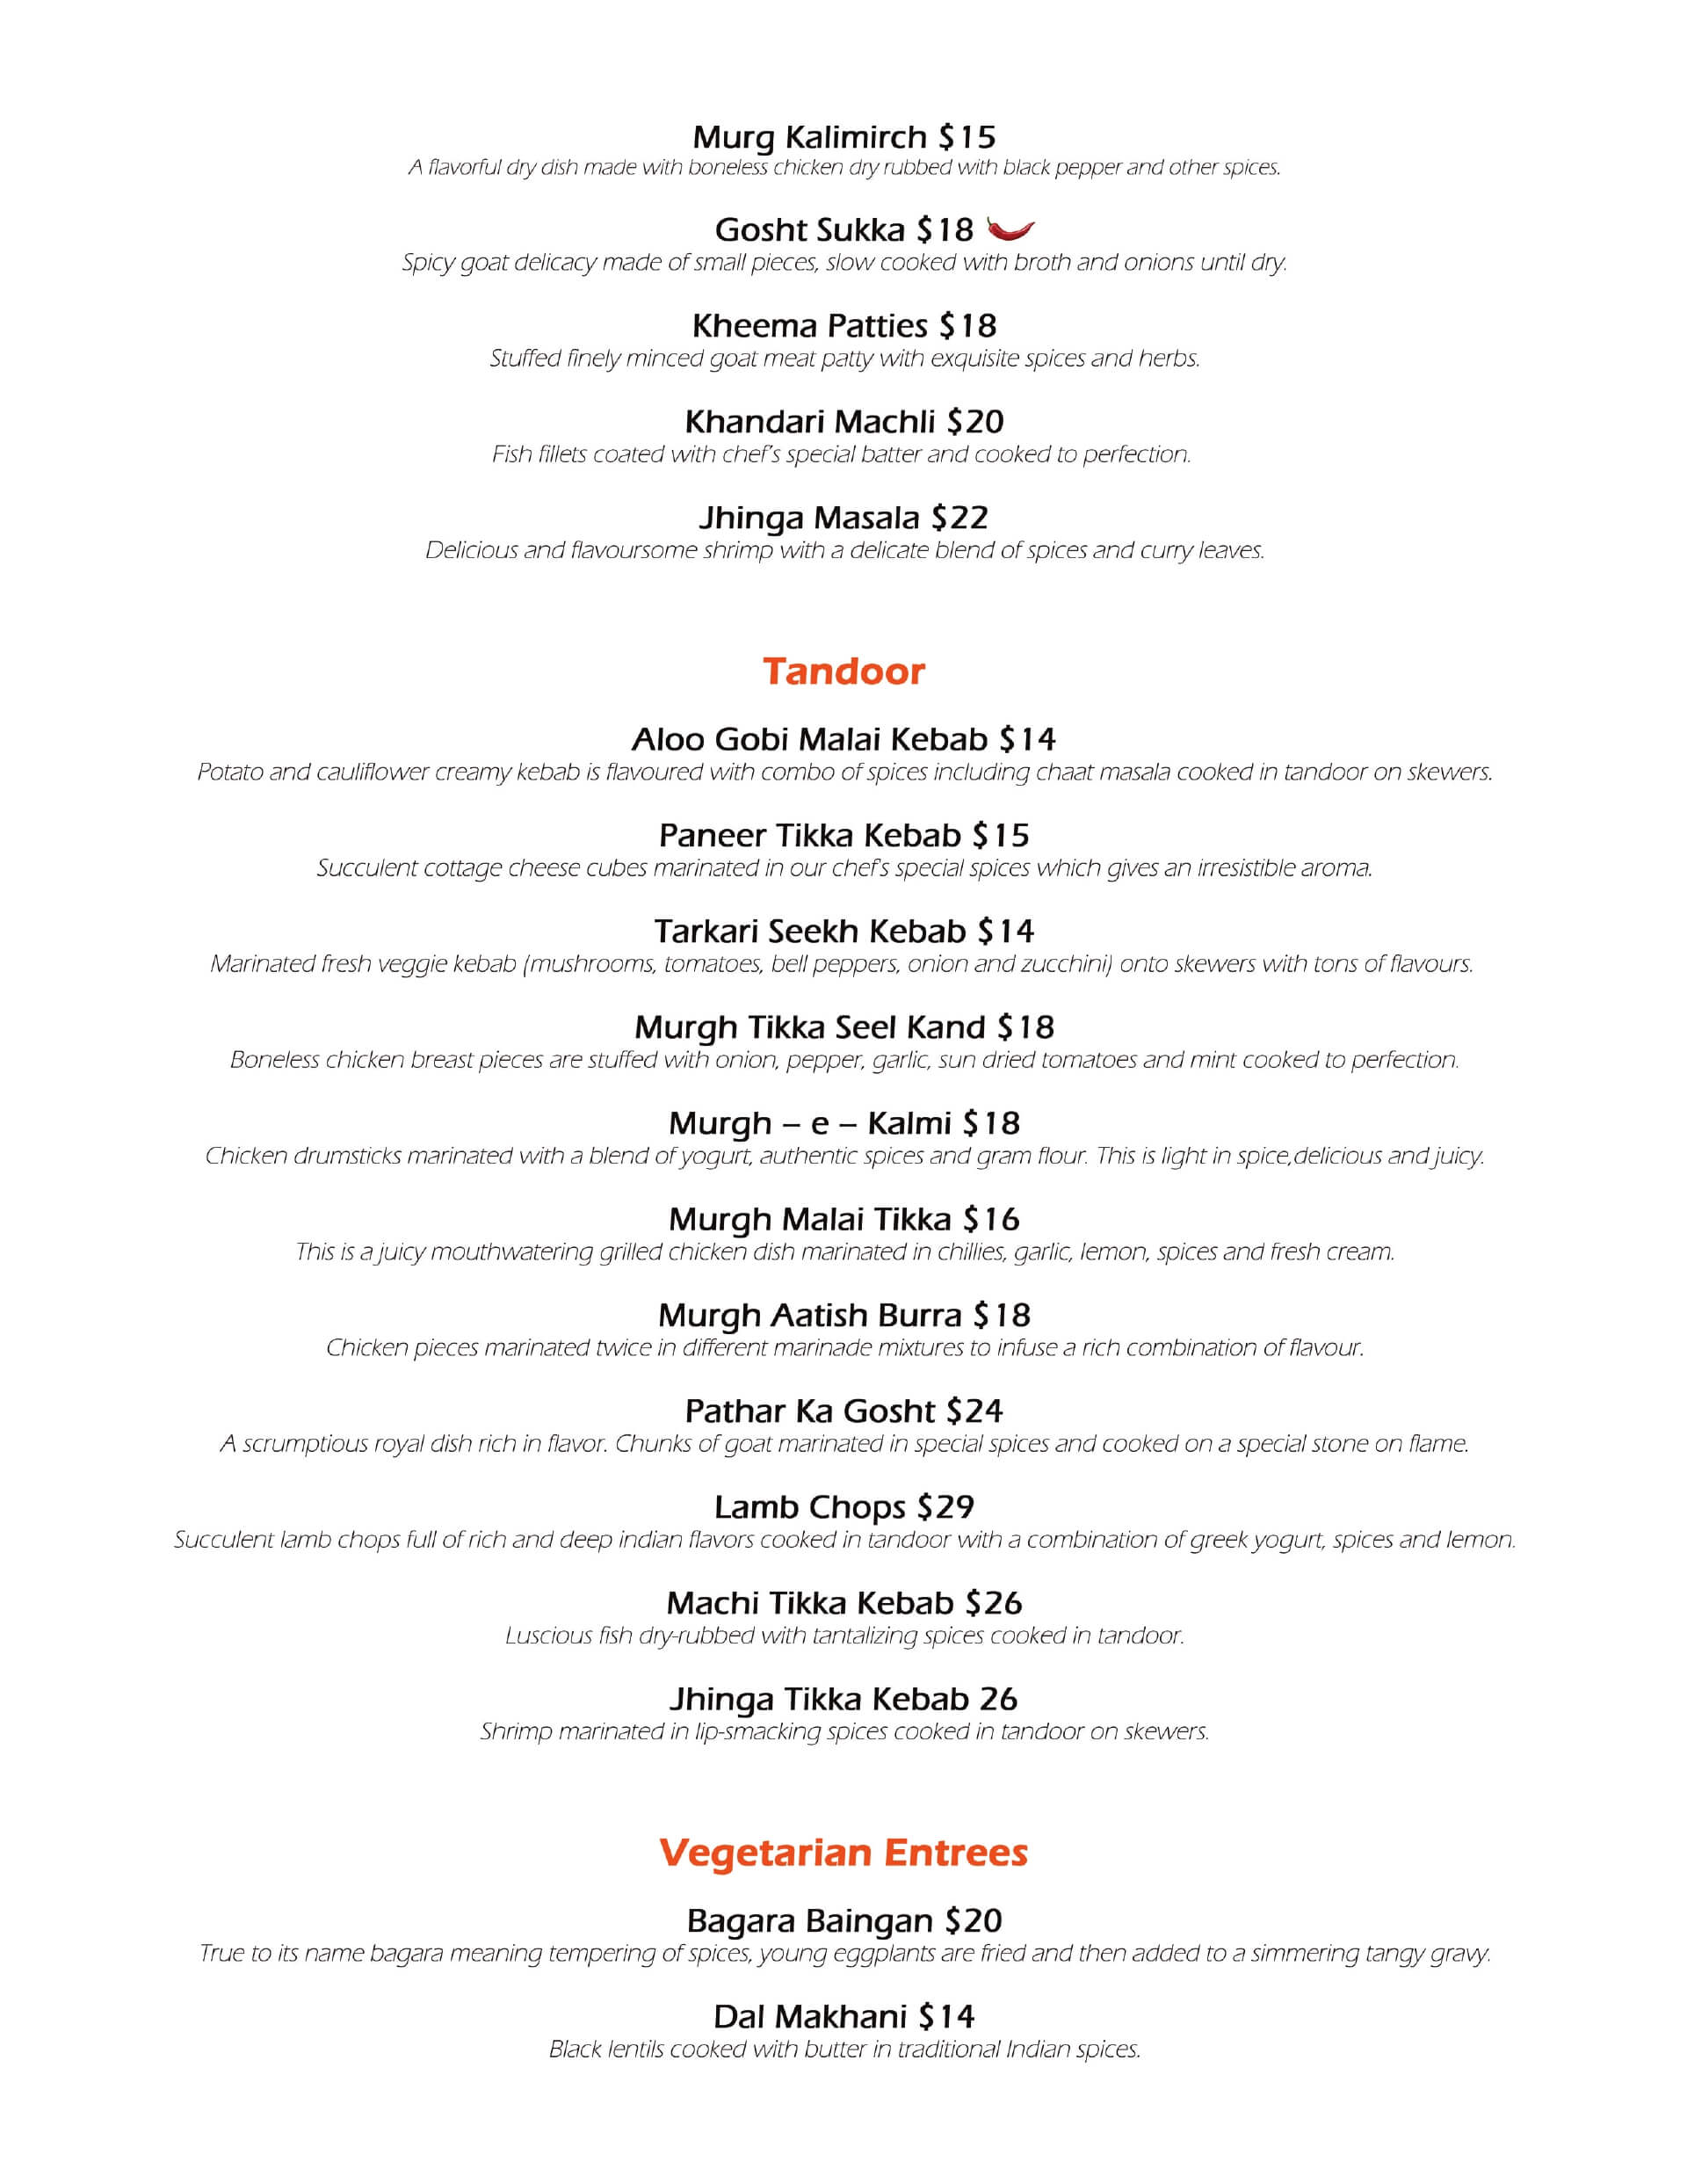 Murg Kalimirch $15
A flavorful dry dish made with boneless chicken dry rubbed with black pepper and other spices.
Gosht Sukka $18
Spicy goat delicacy made of small pieces, slow cooked with broth and onions until dry.
Kheema Patties $18
Stuffed finely minced goat meat patty with exquisite spices and herbs.
Khandari Machli $20
Fish fillets coated with chef's special batter and cooked to perfection.
Jhinga Masala $22
Delicious and flavoursome shrimp with a delicate blend of spices and curry leaves.
Tandoor
Aloo Gobi Malai Kebab $14
Potato and cauliflower creamy kebab is flavoured with combo of spices including chaat masala cooked in tandoor on skewers.
Paneer Tikka Kebab $15
Succulent cottage cheese cubes marinated in our chef's special spices which gives an irresistible aroma.
Tarkari Seekh Kebab $14
Marinated fresh veggie kebab (mushrooms, tomatoes, bell peppers, onion and zucchini) onto skewers with tons of flavours.
Murgh Tikka Seel Kand $18
Boneless chicken breast pieces are stuffed with onion, pepper, garlic, sun dried tomatoes and mint cooked to perfection.
Murgh – e – Kalmi $18
Chicken drumsticks marinated with a blend of yogurt, authentic spices and gram flour. This is light in spice,delicious and juicy.
Murgh Malai Tikka $16
This is a juicy mouthwatering grilled chicken dish marinated in chillies, garlic, lemon, spices and fresh cream.
Murgh Aatish Burra $18
Chicken pieces marinated twice in different marinade mixtures to infuse a rich combination of flavour.
Pathar Ka Gosht $24
A scrumptious royal dish rich in flavor. Chunks of goat marinated in special spices and cooked on a special stone on flame.
Lamb Chops $29
Succulent lamb chops full of rich and deep indian flavors cooked in tandoor with a combination of greek yogurt, spices and lemon.
Machi Tikka Kebab $26
Luscious fish dry-rubbed with tantalizing spices cooked in tandoor.
Jhinga Tikka Kebab 26
Shrimp marinated in lip-smacking spices cooked in tandoor on skewers.
Vegetarian Entrees
Bagara Baingan $20
True to its name bagara meaning tempering of spices, young eggplants are fried and then added to a simmering tangy gravy.
Dal Makhani $14
Black lentils cooked with butter in traditional Indian spices.